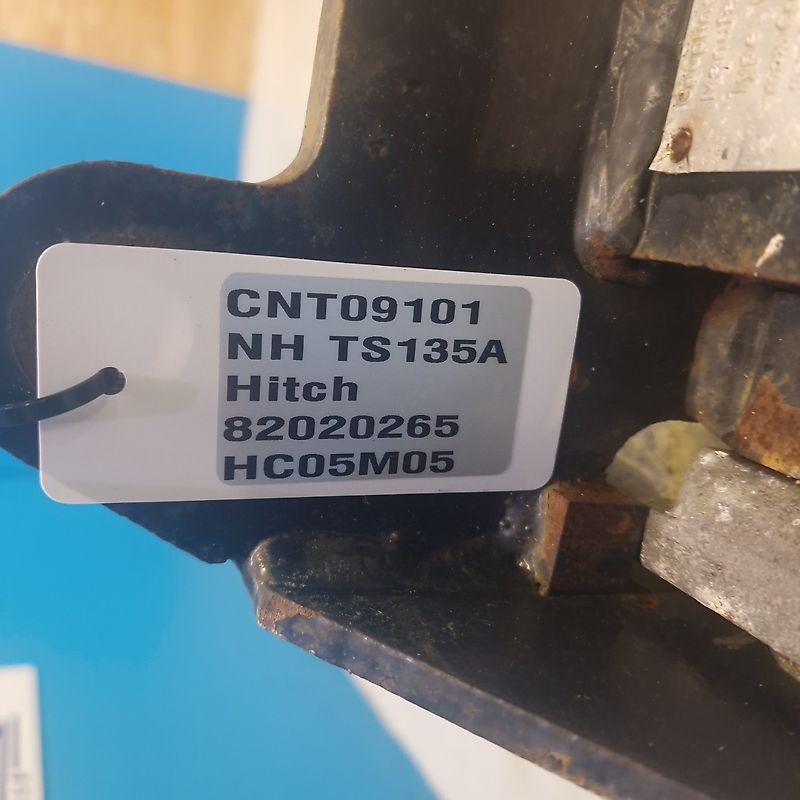 CNT09101
NH TS135A
Hitch
82020265
HC05M05